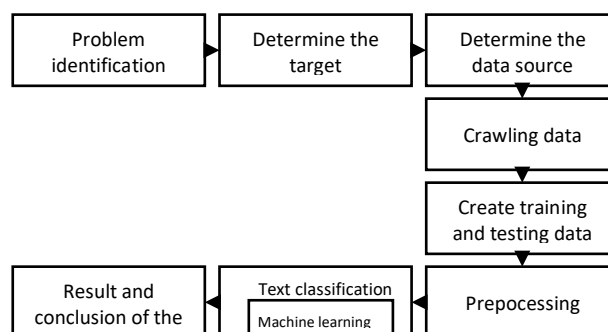 Problem
identification
Determine the
target
Determine the
data source
Crawling data
Create training
and testing data
Prepocessing
Text classification
Machine learning
Result and
conclusion of the